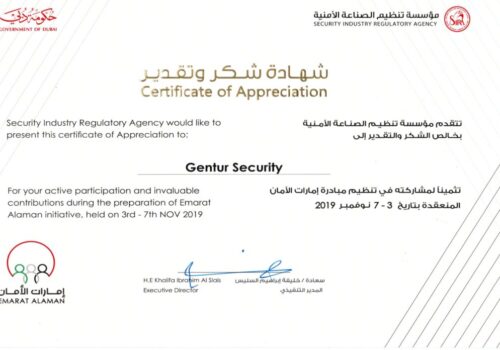 حكومة دبي
GOVERNMENT OF DUBAI
مؤسسة تنظيم الصناعة الأمنية
SECURITY INDUSTRY REGULATORY AGENCY
SIRA
شهادة شكر وتقدير
Certificate of Appreciation
Security Industry Regulatory Agency would like to
present this certificate of Appreciation to:
تتقدم مؤسسة تنظيم الصناعة الأمنية
بخالص الشكر والتقدير إلى
Gentur Security
For your active participation and invaluable
contributions during the preparation of Emarat
Alaman initiative, held on 3rd - 7th NOV 2019
تثمينا لمشاركته في تنظيم مبادرة إمارات الأمان
المنعقدة بتاريخ 3 - 7 نوفمبر 2019
H.E Khalifa Ibrahim Al Slais
Executive Director
سعادة / خليفة إبراهيم السليس
المدير التنفيذي
إمارات الأمان
EMARAT ALAMAN